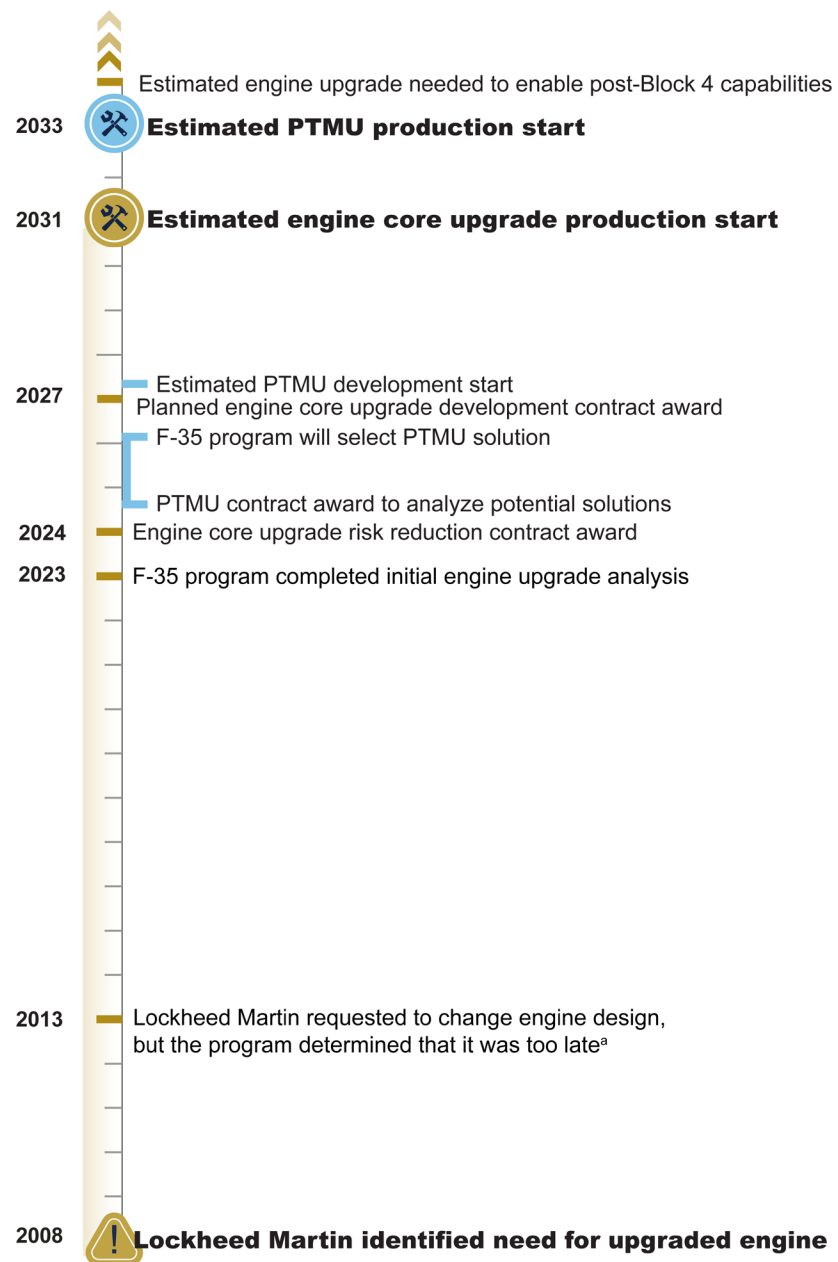 Estimated engine upgrade needed to enable post-Block 4 capabilities
2033 Estimated PTMU production start
2031 Estimated engine core upgrade production start
Estimated PTMU development start
2027 Planned engine core upgrade development contract award
F-35 program will select PTMU solution
PTMU contract award to analyze potential solutions
2024 Engine core upgrade risk reduction contract award
2023 F-35 program completed initial engine upgrade analysis
2013 Lockheed Martin requested to change engine design,
but the program determined that it was too lateᵃ
2008 Lockheed Martin identified need for upgraded engine